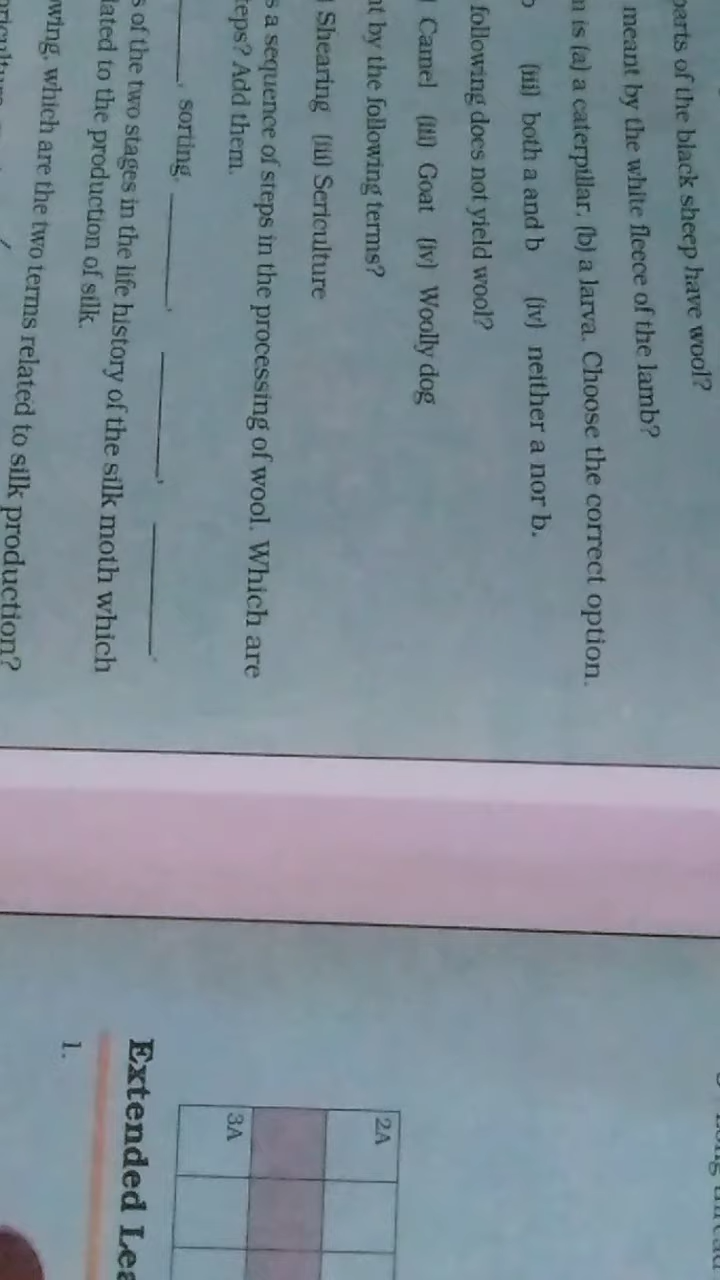 parts of the black sheep have wool?
meant by the white fleece of the lamb?
is (a) a caterpillar, (b) a larva. Choose the correct option.
(iii) both a and b (iv) neither a nor b.
following does not yield wool?
Camel (iii) Goat (iv) Woolly dog
by the following terms?
Shearing (iii) Sericulture
a sequence of steps in the processing of wool. Which are
Add them.
______, sorting, ______, ______, ______.
of the two stages in the life history of the silk moth which
to the production of silk.
which are the two terms related to silk production?
2A
3A
Extended
1.